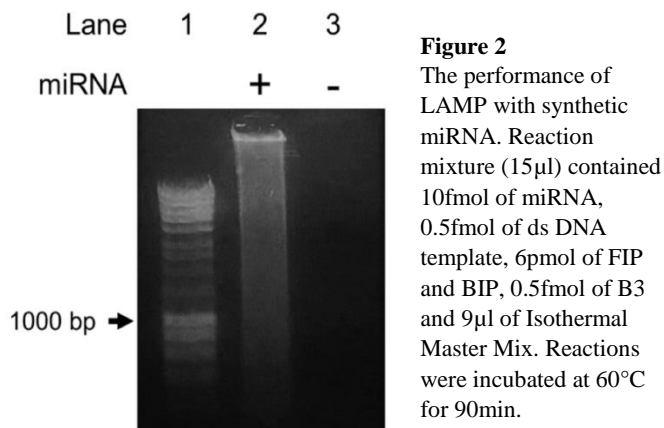 Lane 1 2 3
miRNA + -
1000 bp
Figure 2
The performance of
LAMP with synthetic
miRNA. Reaction
mixture (15µl) contained
10fmol of miRNA,
0.5fmol of ds DNA
template, 6pmol of FIP
and BIP, 0.5fmol of B3
and 9µl of Isothermal
Master Mix. Reactions
were incubated at 60°C
for 90min.